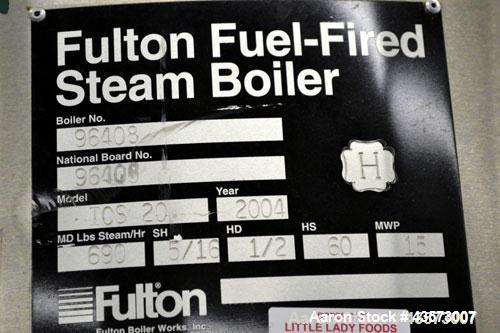 Fulton Fuel-Fired
Steam Boiler
Boiler No.
96408
National Board No.
96408
H
Model Year
ICS 20 2004
MD Lbs Steam/Hr SH HD HS MWP
690 5/16 1/2 60 15
Fulton
Fulton Boiler Works, Inc.
LITTLE LADY FOODS
Aaron Stock #43573007